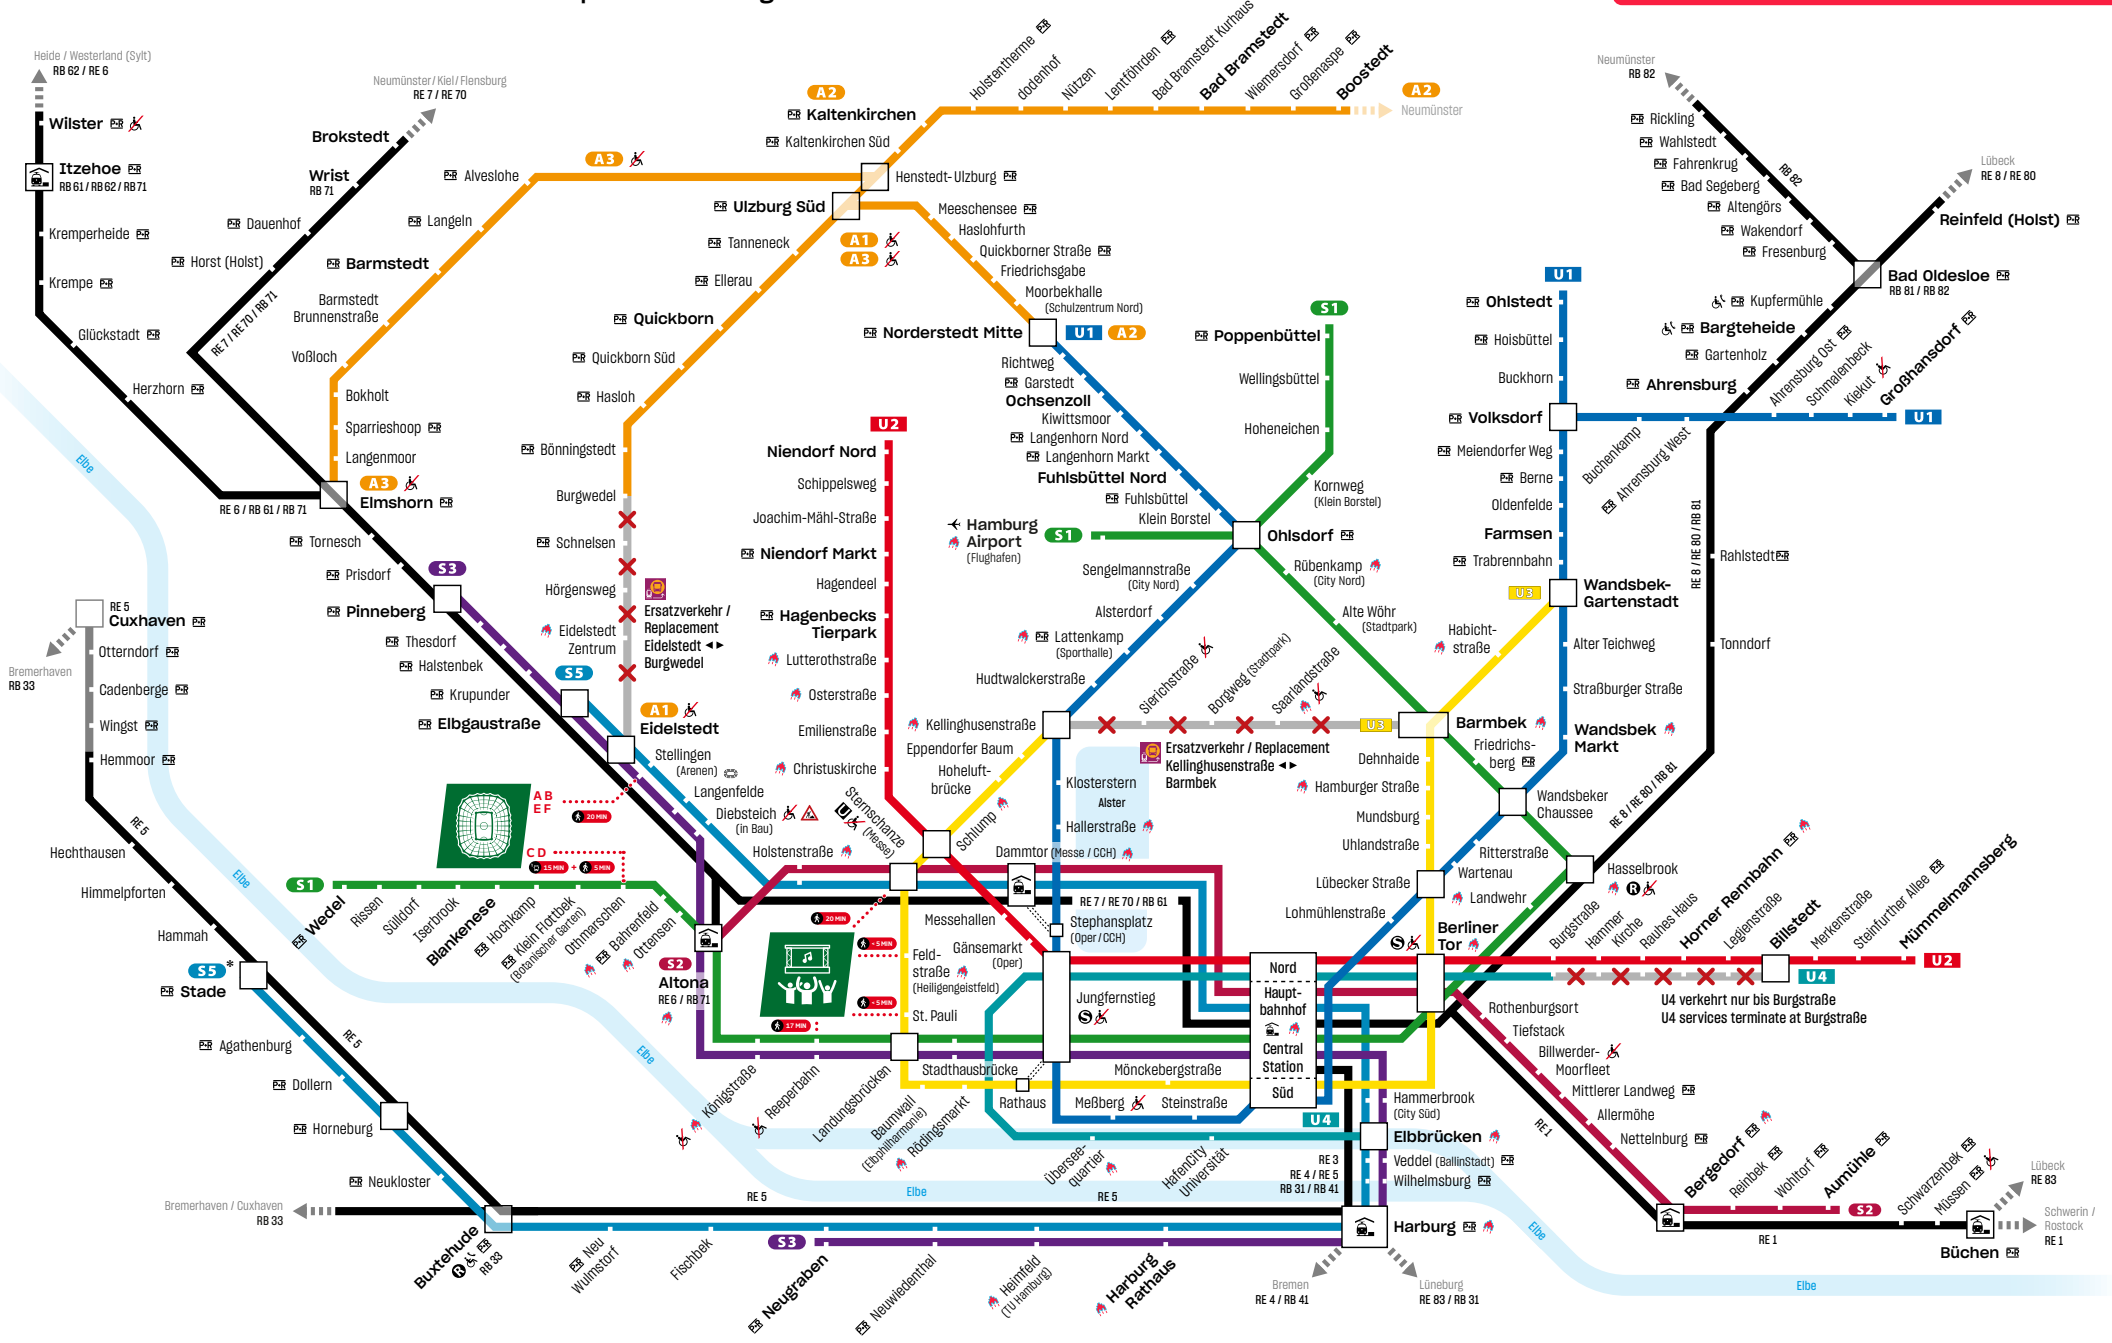 Heide / Westerland (Sylt)
RB 62 / RE 6
Wilster
Itzehoe
RB 61 / RB 62 / RB 71
Kremperheide
Krempe
Glückstadt
Herzhorn
RE 6 / RB 61 / RB 71
Neumünster / Kiel / Flensburg
RE 7 / RE 70
Brokstedt
Wrist
RB 71
Dauenhof
Horst (Holst)
RE 7 / RE 70 / RB 71
A3
Alveslohe
Langeln
Barmstedt
Barmstedt
Brunnenstraße
Voßloch
Bokholt
Sparrieshoop
Langenmoor
A3
Elmshorn
Tornesch
Prisdorf
S3
Pinneberg
Thesdorf
Halstenbek
Krupunder
Elbgaustraße
S5
A2
Kaltenkirchen
Kaltenkirchen Süd
Holstentherme
dodenhof
Nützen
Lentföhrden
Bad Bramstedt Kurhaus
Bad Bramstedt
Wiemersdorf
Großenaspe
Boostedt
A2
Neumünster
Henstedt-Ulzburg
Ulzburg Süd
A1
A3
Tanneneck
Ellerau
Quickborn
Quickborn Süd
Hasloh
Bönningstedt
Burgwedel
Schnelsen
Hörgensweg
Eidelstedt
Zentrum
Ersatzverkehr /
Replacement
Eidelstedt
Burgwedel
A1
Eidelstedt
Stellingen
(Arenen)
Langenfelde
Diebsteich
(in Bau)
Holstenstraße
Meeschensee
Haslohfurth
Quickborner Straße
Friedrichsgabe
Moorbekhalle
(Schulzentrum Nord)
Norderstedt Mitte
U1
A2
Richtweg
Garstedt
Ochsenzoll
Kiwittsmoor
Langenhorn Nord
Langenhorn Markt
Fuhlsbüttel Nord
Fuhlsbüttel
Klein Borstel
Hamburg
Airport
(Flughafen)
S1
Ohlsdorf
Sengelmannstraße
(City Nord)
Alsterdorf
Lattenkamp
(Sporthalle)
Hudtwalckerstraße
Kellinghusenstraße
S1
Poppenbüttel
Wellingsbüttel
Hoheneichen
Kornweg
(Klein Borstel)
Rübenkamp
(City Nord)
Alte Wöhr
(Stadtpark)
Sierichstraße
Borgweg (Stadtpark)
Saarlandstraße
U3
Barmbek
Ersatzverkehr / Replacement
Kellinghusenstraße
Barmbek
U2
Niendorf Nord
Schippelsweg
Joachim-Mähl-Straße
Niendorf Markt
Hagendeel
Hagenbecks
Tierpark
Lutterothstraße
Osterstraße
Emilienstraße
Christuskirche
Eppendorfer Baum
Hoheluft-
brücke
Schlump
Sternschanze
(Messe)
Klosterstern
Alster
Hallerstraße
Dammtor (Messe / CCH)
RE 7 / RE 70 / RB 61
Stephansplatz
(Oper / CCH)
Messehallen
Gänsemarkt
(Oper)
Jungfernstieg
Neumünster
RB 82
Rickling
Wahlstedt
Fahrenkrug
Bad Segeberg
Altengörs
Wakendorf
Fresenburg
RB 82
Lübeck
RE 8 / RE 80
Reinfeld (Holst)
Bad Oldesloe
RB 81 / RB 82
Kupfermühle
Bargteheide
Gartenholz
Ahrensburg
U1
Ohlstedt
Hoisbüttel
Buckhorn
Volksdorf
Buchenkamp
Ahrensburg West
Ahrensburg Ost
Schmalenbeck
Kiekut
Großhansdorf
U1
Meiendorfer Weg
Berne
Oldenfelde
Farmsen
Trabrennbahn
U3
Wandsbek-
Gartenstadt
Habicht-
straße
Alter Teichweg
Straßburger Straße
Wandsbek
Markt
RE 8 / RE 80 / RB 81
Rahlstedt
Tonndorf
RE 8 / RE 80 / RB 81
Friedrichs-
berg
Dehnhaide
Hamburger Straße
Mundsburg
Uhlandstraße
Wandsbeker
Chaussee
Ritterstraße
Wartenau
Lübecker Straße
Landwehr
Lohmühlenstraße
Hasselbrook
Berliner
Tor
Burgstraße
Hammer
Kirche
Rauhes Haus
Horner Rennbahn
Legienstraße
Billstedt
Merkenstraße
Steinfurther Allee
Mümmelmannsberg
U2
U4
U4 verkehrt nur bis Burgstraße
U4 services terminate at Burgstraße
Rothenburgsort
Tiefstack
Billwerder-
Moorfleet
Mittlerer Landweg
Allermöhe
Nettelnburg
Bergedorf
Reinbek
Wohltorf
Aumühle
S2
RE 1
RE 1
Schwarzenbek
Müssen
Büchen
Lübeck
RE 83
Schwerin /
Rostock
RE 1
RE 5
Cuxhaven
Bremerhaven
RB 33
Otterndorf
Cadenberge
Wingst
Hemmoor
RE 5
Hechthausen
Himmelpforten
Hammah
S5*
Stade
RE 5
Agathenburg
Dollern
Horneburg
Neukloster
Bremerhaven / Cuxhaven
RB 33
Buxtehude
RB 33
Neu
Wulmstorf
Fischbek
RE 5
RE 5
S3
Neugraben
Neuwiedenthal
Heimfeld
(TU Hamburg)
Harburg
Rathaus
Harburg
Bremen
RE 4 / RB 41
Lüneburg
RE 83 / RB 31
Elbe
Elbe
Elbe
Elbe
Elbe
Elbe
A B
E F
20 MIN
C D
15 MIN
+
5 MIN
S1
Wedel
Rissen
Sülldorf
Iserbrook
Blankenese
Hochkamp
Klein Flottbek
(Botanischer Garten)
Othmarschen
Bahrenfeld
Ottensen
S2
Altona
RE 6 / RB 71
20 MIN
~5 MIN
~5 MIN
17 MIN
Feld-
straße
(Heiligengeistfeld)
St. Pauli
Königstraße
Reeperbahn
Landungsbrücken
Stadthausbrücke
Baumwall
(Elbphilharmonie)
Rödingsmarkt
Rathaus
Mönckebergstraße
Meßberg
Steinstraße
Nord
Haupt-
bahnhof
Central
Station
Süd
Übersee-
quartier
HafenCity
Universität
U4
Elbbrücken
Hammerbrook
(City Süd)
RE 3
RE 4 / RE 5
RB 31 / RB 41
Veddel (BallinStadt)
Wilhelmsburg